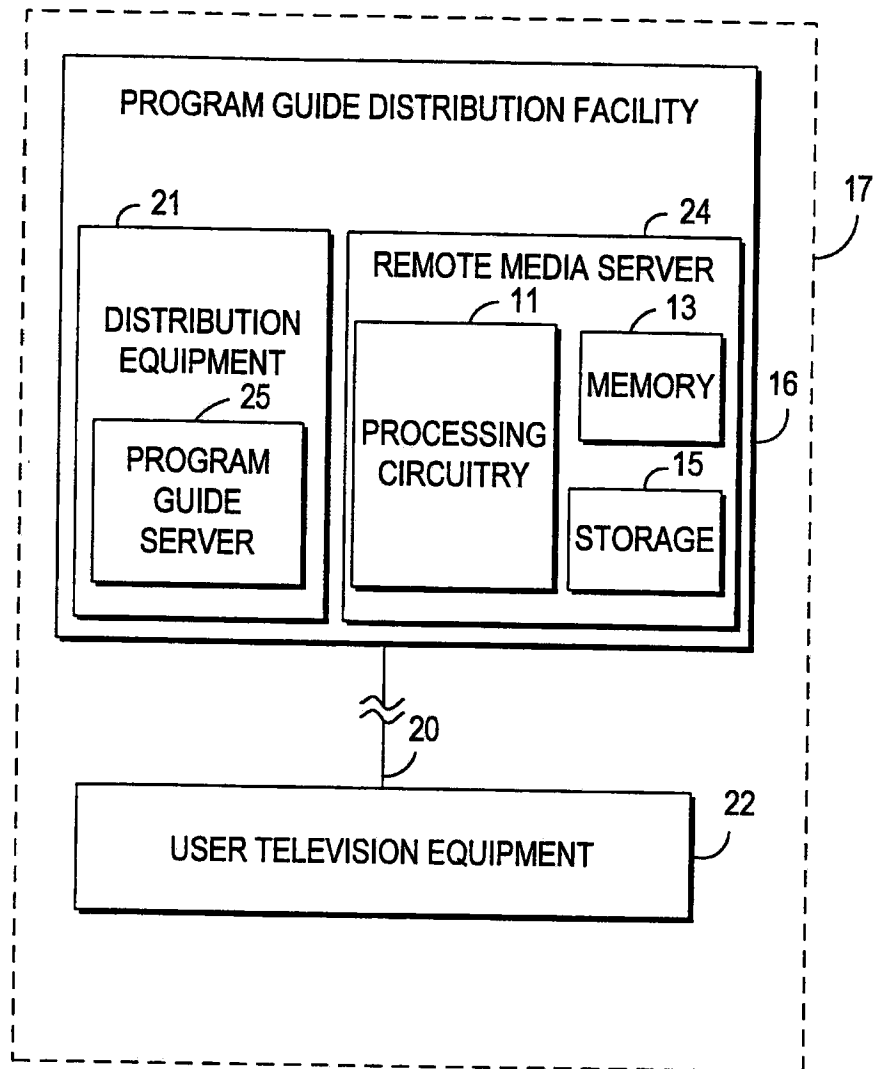 PROGRAM GUIDE DISTRIBUTION FACILITY
17
21
24
DISTRIBUTION
EQUIPMENT
25
PROGRAM
GUIDE
SERVER
REMOTE MEDIA SERVER
11
PROCESSING
CIRCUITRY
13
MEMORY
16
15
STORAGE
20
22
USER TELEVISION EQUIPMENT